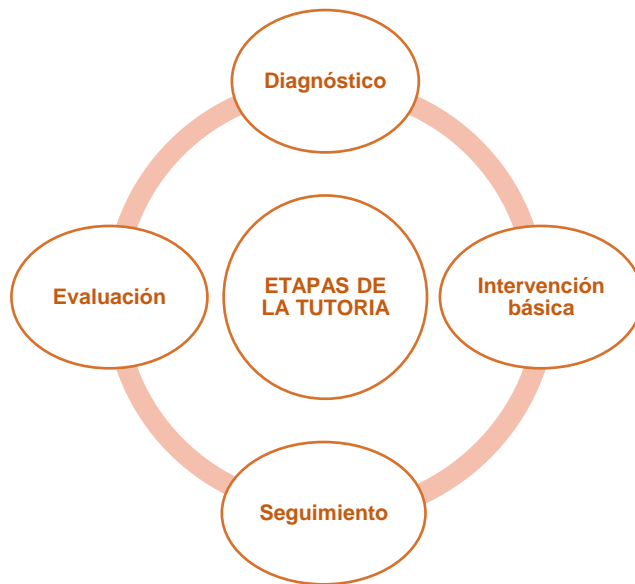 Diagnóstico
Evaluación
ETAPAS DE
LA TUTORIA
Intervención
básica
Seguimiento